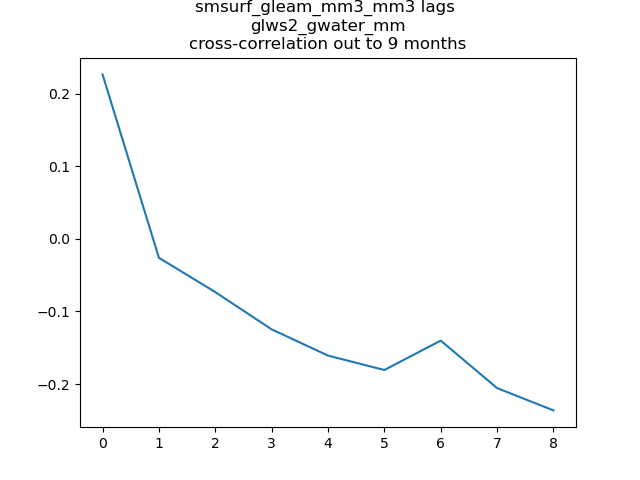 smsurf_gleam_mm3_mm3 lags
glws2_gwater_mm
cross-correlation out to 9 months
0.2
0.1
0.0
−0.1
−0.2
0 1 2 3 4 5 6 7 8